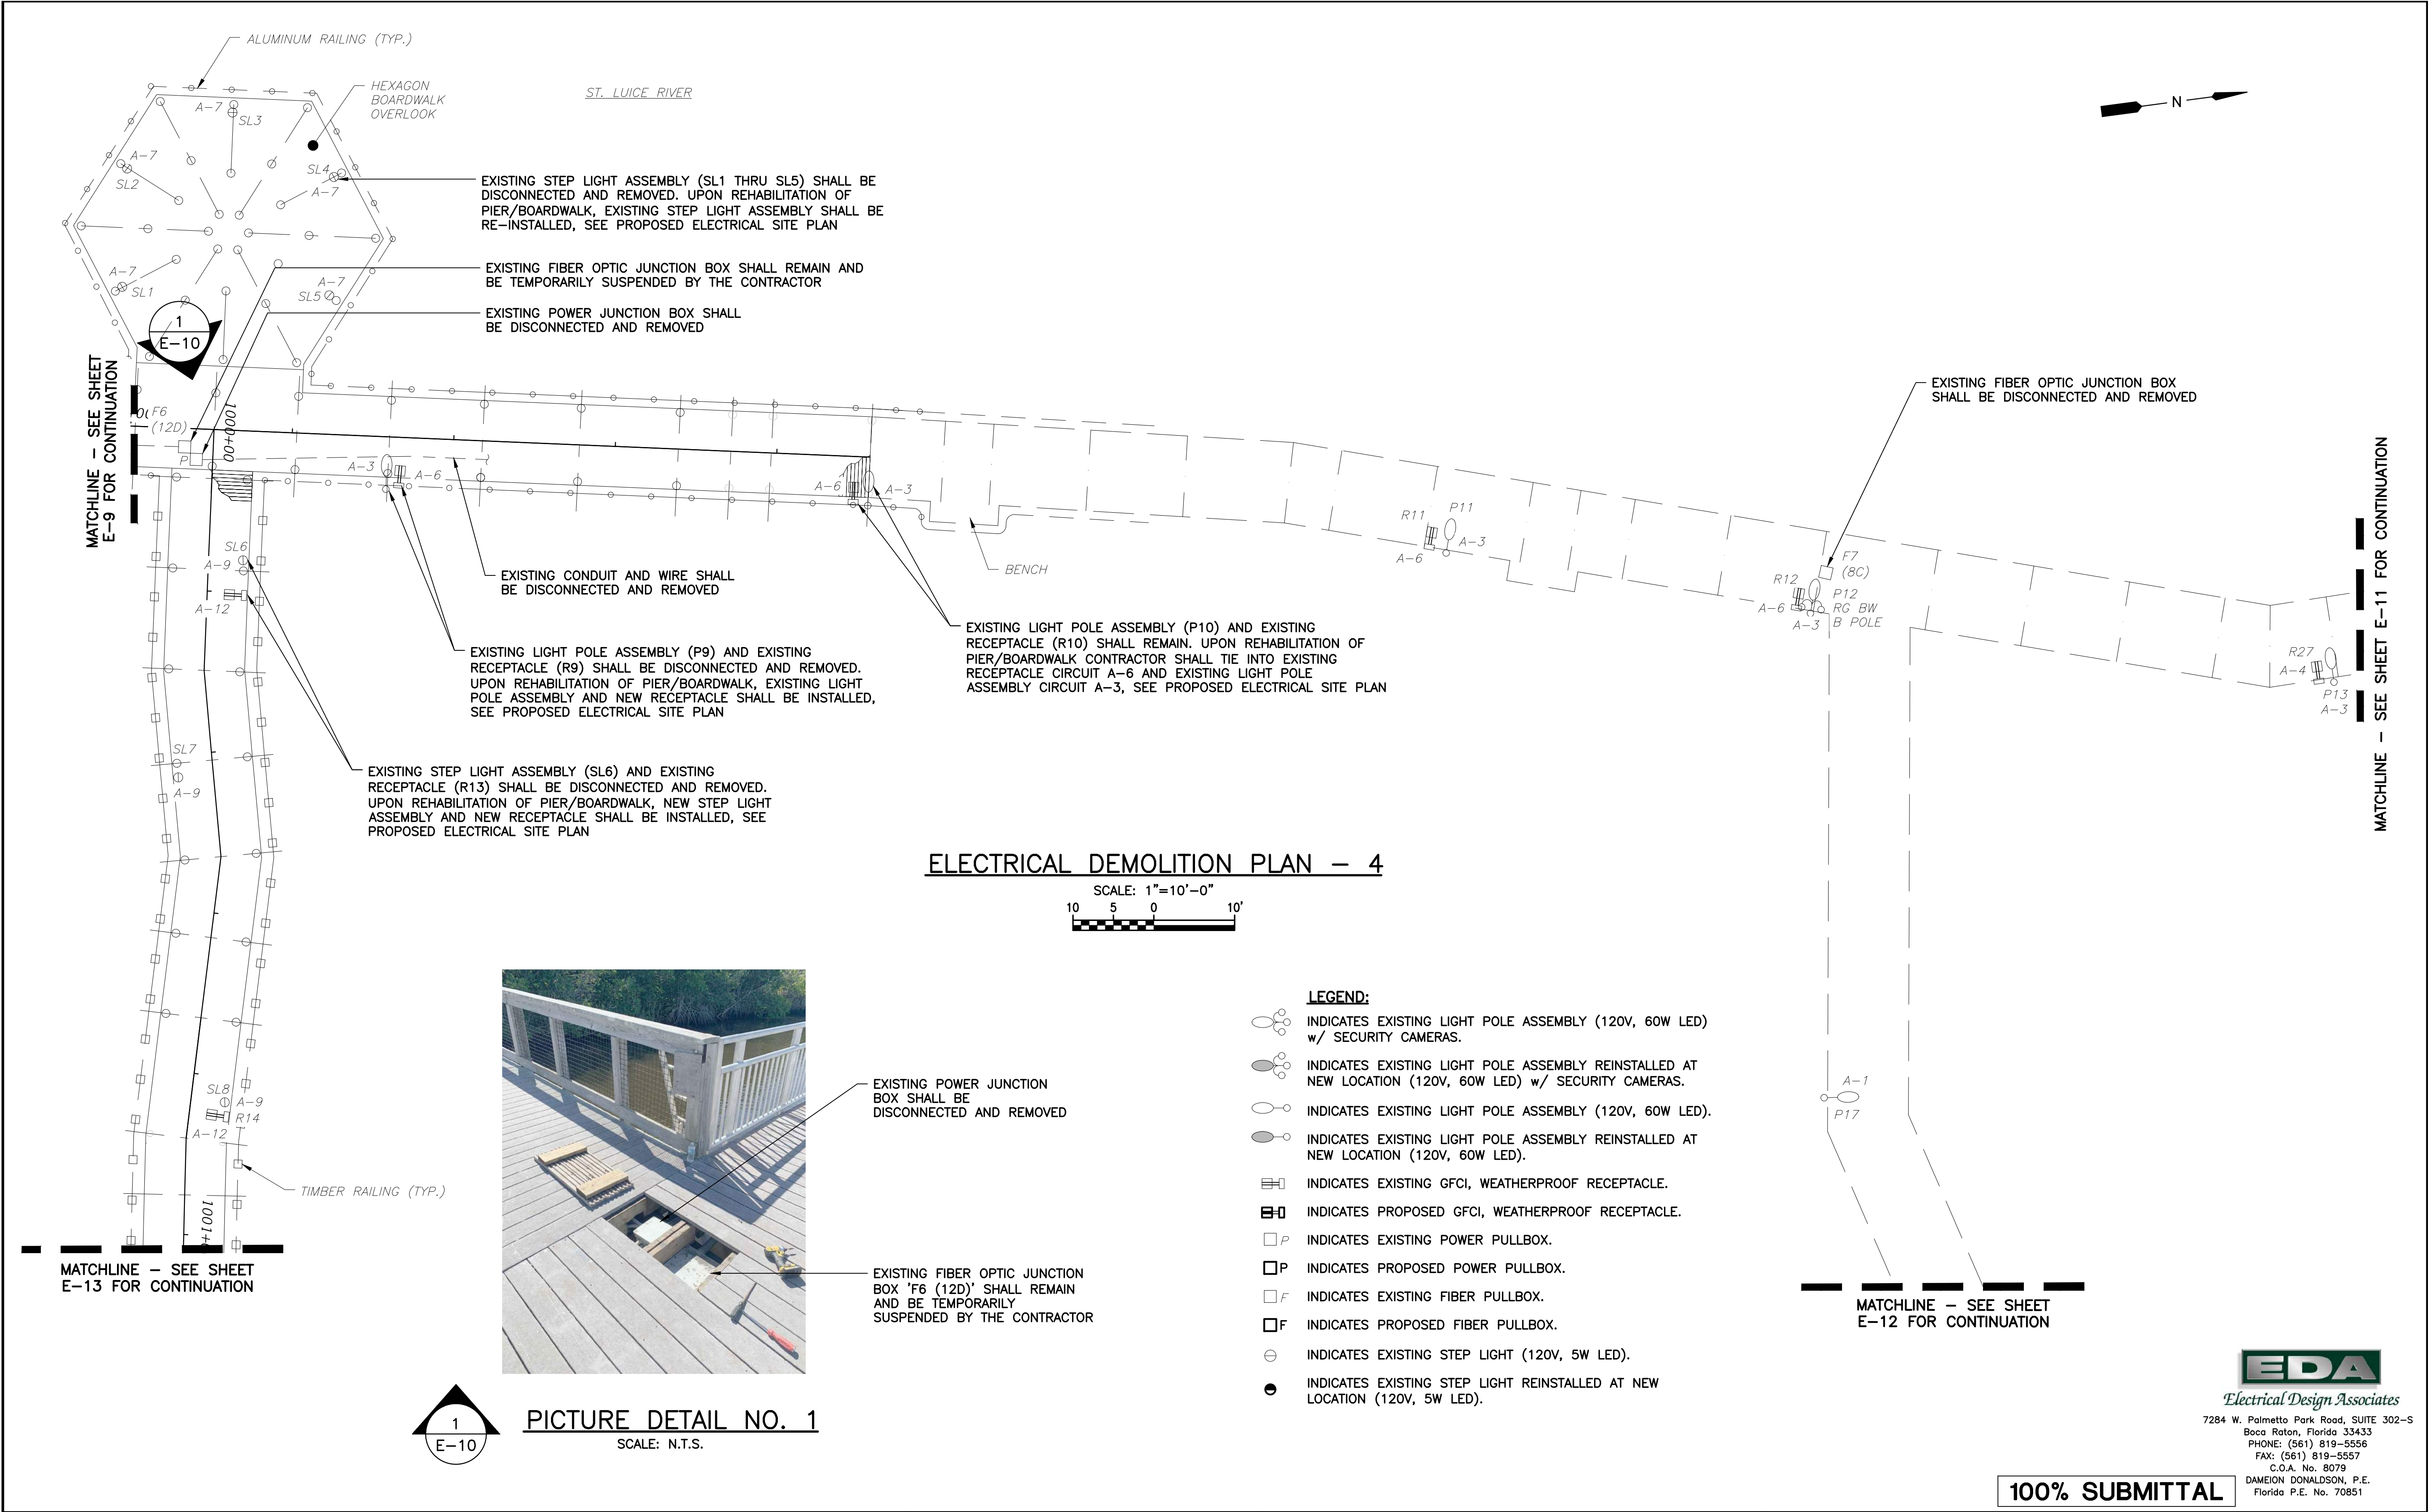 ALUMINUM RAILING (TYP.)
HEXAGON
BOARDWALK
OVERLOOK
ST. LUICE RIVER
N
A-7
SL3
A-7
SL2
SL4
A-7
A-7
SL1
A-7
SL5
EXISTING STEP LIGHT ASSEMBLY (SL1 THRU SL5) SHALL BE
DISCONNECTED AND REMOVED. UPON REHABILITATION OF
PIER/BOARDWALK, EXISTING STEP LIGHT ASSEMBLY SHALL BE
RE-INSTALLED, SEE PROPOSED ELECTRICAL SITE PLAN
EXISTING FIBER OPTIC JUNCTION BOX SHALL REMAIN AND
BE TEMPORARILY SUSPENDED BY THE CONTRACTOR
EXISTING POWER JUNCTION BOX SHALL
BE DISCONNECTED AND REMOVED
1
E-10
MATCHLINE - SEE SHEET
E-9 FOR CONTINUATION
F6
(12D)
P
1000+00
A-3
A-6
A-6
A-3
BENCH
R11
P11
A-3
A-6
EXISTING FIBER OPTIC JUNCTION BOX
SHALL BE DISCONNECTED AND REMOVED
F7
(8C)
R12
P12
A-6
RG BW
A-3
B POLE
R27
A-4
P13
A-3
MATCHLINE - SEE SHEET E-11 FOR CONTINUATION
SL6
A-9
A-12
EXISTING CONDUIT AND WIRE SHALL
BE DISCONNECTED AND REMOVED
EXISTING LIGHT POLE ASSEMBLY (P9) AND EXISTING
RECEPTACLE (R9) SHALL BE DISCONNECTED AND REMOVED.
UPON REHABILITATION OF PIER/BOARDWALK, EXISTING LIGHT
POLE ASSEMBLY AND NEW RECEPTACLE SHALL BE INSTALLED,
SEE PROPOSED ELECTRICAL SITE PLAN
EXISTING LIGHT POLE ASSEMBLY (P10) AND EXISTING
RECEPTACLE (R10) SHALL REMAIN. UPON REHABILITATION OF
PIER/BOARDWALK CONTRACTOR SHALL TIE INTO EXISTING
RECEPTACLE CIRCUIT A-6 AND EXISTING LIGHT POLE
ASSEMBLY CIRCUIT A-3, SEE PROPOSED ELECTRICAL SITE PLAN
SL7
A-9
EXISTING STEP LIGHT ASSEMBLY (SL6) AND EXISTING
RECEPTACLE (R13) SHALL BE DISCONNECTED AND REMOVED.
UPON REHABILITATION OF PIER/BOARDWALK, NEW STEP LIGHT
ASSEMBLY AND NEW RECEPTACLE SHALL BE INSTALLED, SEE
PROPOSED ELECTRICAL SITE PLAN
SL8
A-9
R14
A-12
TIMBER RAILING (TYP.)
MATCHLINE - SEE SHEET
E-13 FOR CONTINUATION
ELECTRICAL DEMOLITION PLAN - 4
SCALE: 1"=10'-0"
10 5 0 10'
EXISTING POWER JUNCTION
BOX SHALL BE
DISCONNECTED AND REMOVED
EXISTING FIBER OPTIC JUNCTION
BOX 'F6 (12D)' SHALL REMAIN
AND BE TEMPORARILY
SUSPENDED BY THE CONTRACTOR
1
E-10
PICTURE DETAIL NO. 1
SCALE: N.T.S.
LEGEND:
INDICATES EXISTING LIGHT POLE ASSEMBLY (120V, 60W LED)
w/ SECURITY CAMERAS.
INDICATES EXISTING LIGHT POLE ASSEMBLY REINSTALLED AT
NEW LOCATION (120V, 60W LED) w/ SECURITY CAMERAS.
INDICATES EXISTING LIGHT POLE ASSEMBLY (120V, 60W LED).
INDICATES EXISTING LIGHT POLE ASSEMBLY REINSTALLED AT
NEW LOCATION (120V, 60W LED).
INDICATES EXISTING GFCI, WEATHERPROOF RECEPTACLE.
INDICATES PROPOSED GFCI, WEATHERPROOF RECEPTACLE.
P INDICATES EXISTING POWER PULLBOX.
P INDICATES PROPOSED POWER PULLBOX.
F INDICATES EXISTING FIBER PULLBOX.
F INDICATES PROPOSED FIBER PULLBOX.
INDICATES EXISTING STEP LIGHT (120V, 5W LED).
INDICATES EXISTING STEP LIGHT REINSTALLED AT NEW
LOCATION (120V, 5W LED).
A-1
P17
MATCHLINE - SEE SHEET
E-12 FOR CONTINUATION
EDA
Electrical Design Associates
7284 W. Palmetto Park Road, SUITE 302-S
Boca Raton, Florida 33433
PHONE: (561) 819-5556
FAX: (561) 819-5557
C.O.A. No. 8079
DAMEION DONALDSON, P.E.
Florida P.E. No. 70851
100% SUBMITTAL